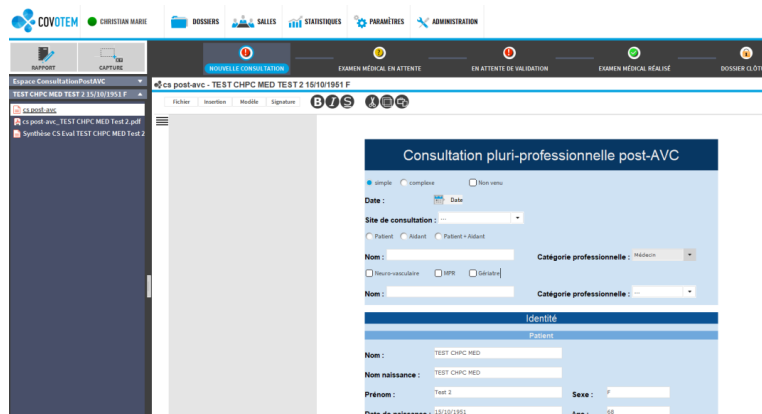 COVOTEM CHRISTIAN MARIE DOSSIERS SALLES STATISTIQUES PARAMÈTRES ADMINISTRATION
RAPPORT CAPTURE
NOUVELLE CONSULTATION EXAMEN MÉDICAL EN ATTENTE EN ATTENTE DE VALIDATION EXAMEN MÉDICAL RÉALISÉ DOSSIER CLÔT
Espace ConsultationPostAVC
TEST CHPC MED TEST 2 15/10/1951 F
cs post-avc
cs post-avc_TEST CHPC MED Test 2.pdf
Synthèse CS Eval TEST CHPC MED Test 2
cs post-avc - TEST CHPC MED TEST 2 15/10/1951 F
Fichier Insertion Modèle Signature B I S
Consultation pluri-professionnelle post-AVC
simple complexe Non venu
Date : Date
Site de consultation : ...
Patient Aidant Patient + Aidant
Nom : Catégorie professionnelle : Médecin
Neuro-vasculaire MPR Gériatre
Nom : Catégorie professionnelle : ...
Identité
Patient
Nom : TEST CHPC MED
Nom naissance : TEST CHPC MED
Prénom : Test 2 Sexe : F
Date de naissance : 15/10/1951 Age : 68